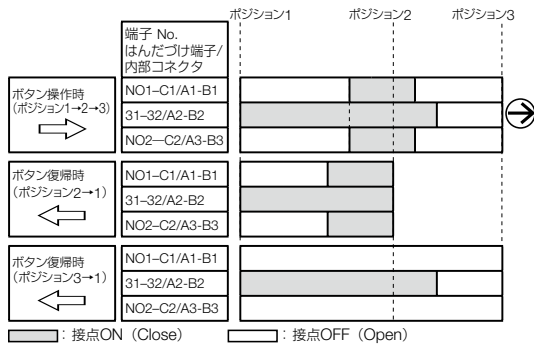 ポジション1 ポジション2 ポジション3
端子 No.
はんだづけ端子/
内部コネクタ
ボタン操作時
（ポジション1→2→3）
NO1–C1/A1-B1
31–32/A2-B2
NO2―C2/A3-B3
ボタン復帰時
（ポジション2→1）
NO1–C1/A1-B1
31–32/A2-B2
NO2–C2/A3-B3
ボタン復帰時
（ポジション3→1）
NO1–C1/A1-B1
31–32/A2-B2
NO2–C2/A3-B3
：接点ON（Close） ：接点OFF（Open）